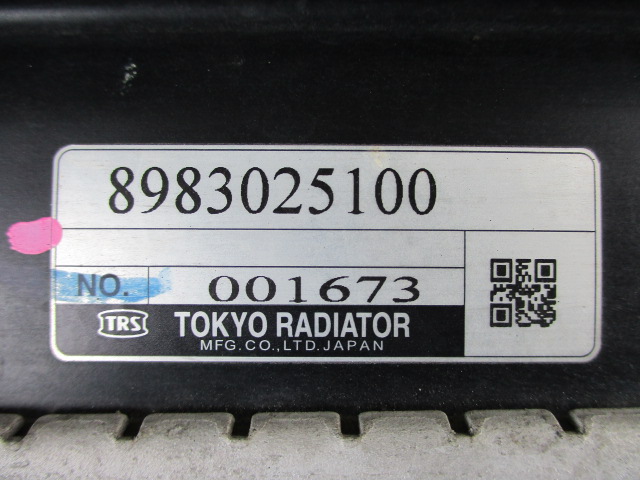 8983025100
NO. 001673
TRS TOKYO RADIATOR
MFG.CO.,LTD.JAPAN